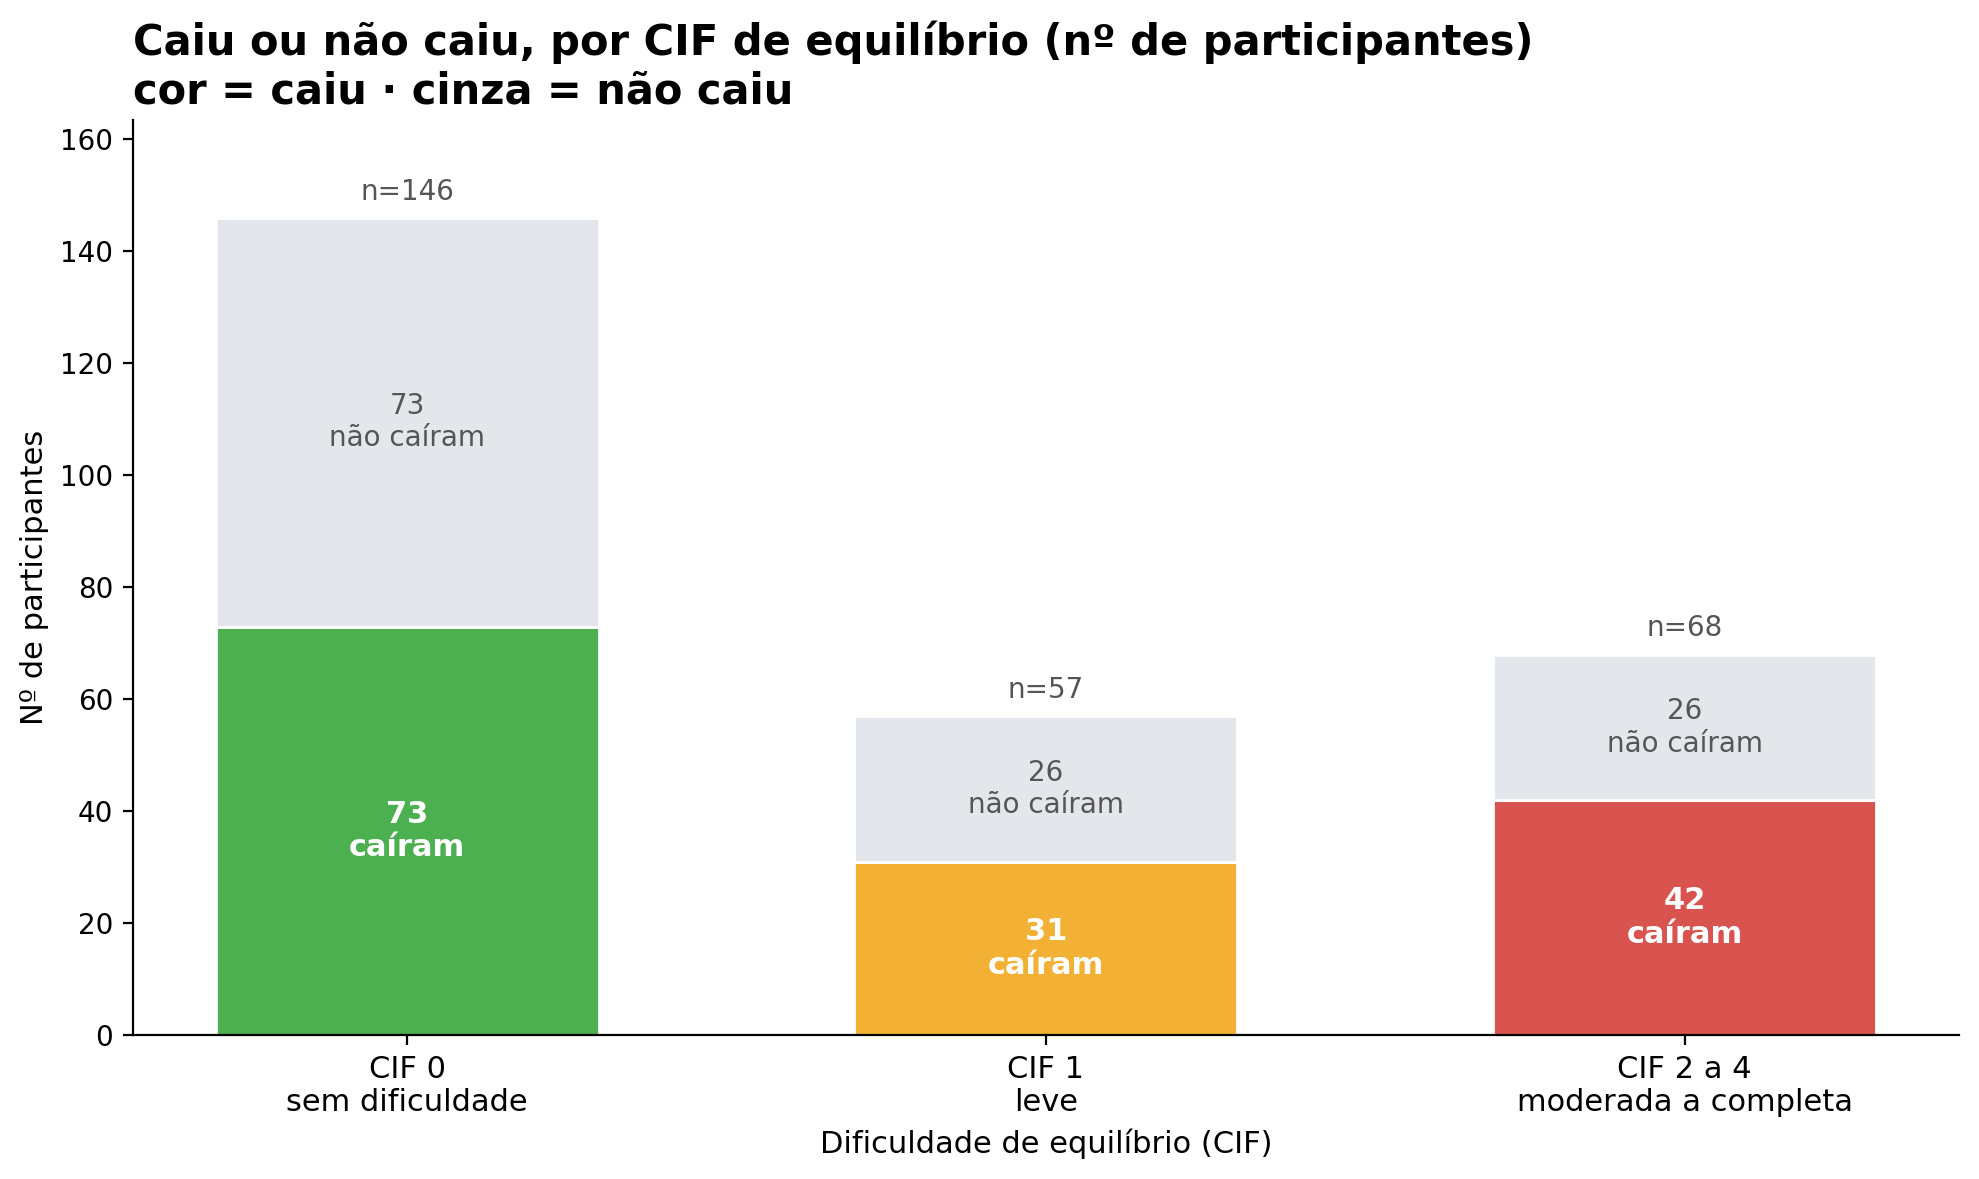 Caiu ou não caiu, por CIF de equilíbrio (nº de participantes)
cor = caiu · cinza = não caiu
Nº de participantes
160
140
120
100
80
60
40
20
0
n=146
73
não caíram
73
caíram
n=57
26
não caíram
31
caíram
n=68
26
não caíram
42
caíram
CIF 0
sem dificuldade
CIF 1
leve
CIF 2 a 4
moderada a completa
Dificuldade de equilíbrio (CIF)